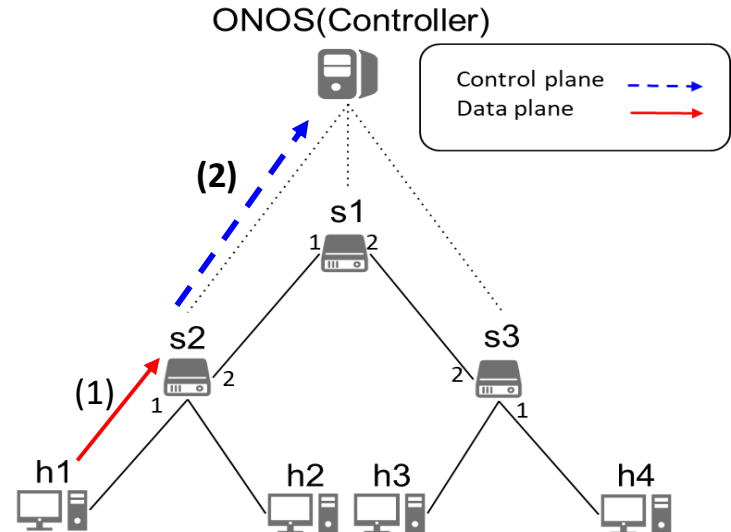 ONOS(Controller)
Control plane
Data plane
(2)
s1
1 2
s2
s3
(1)
2
2
1
1
h1
h2
h3
h4